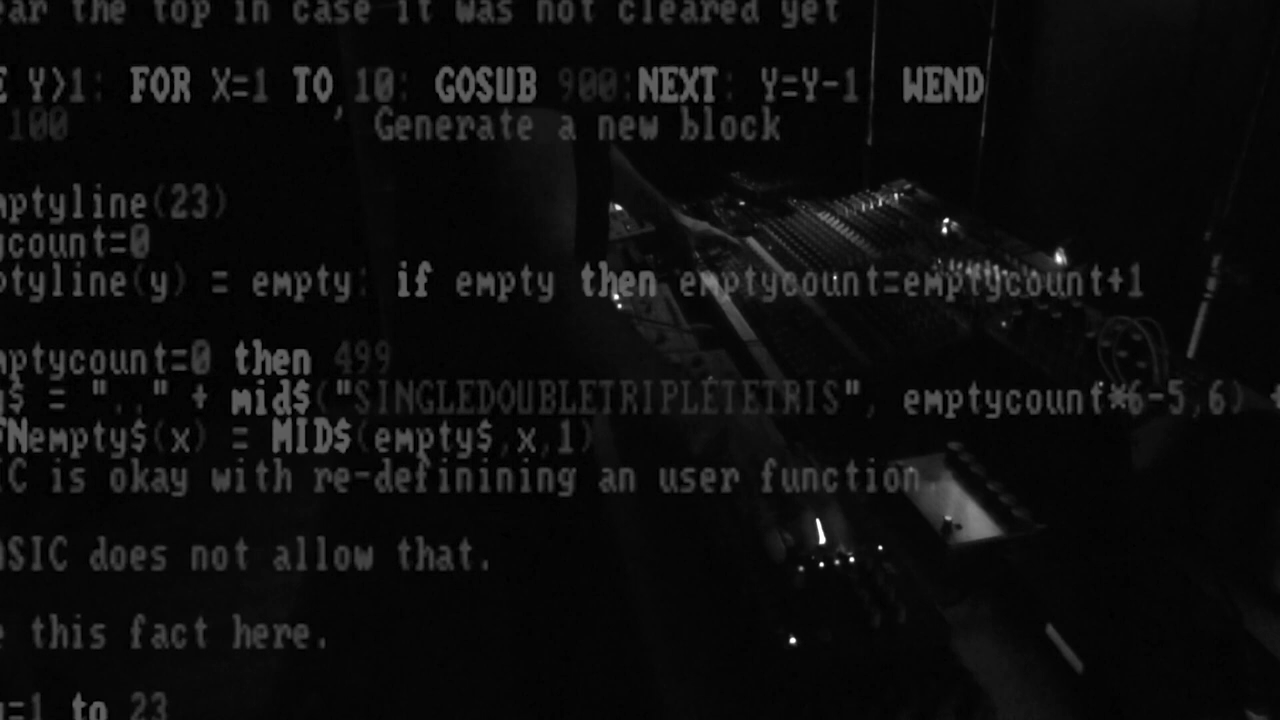 ar the top in case it was not cleared yet
E Y>1: FOR X=1 TO 10: GOSUB 900:NEXT: Y=Y-1 WEND
100 ' Generate a new block
mptyline(23)
ycount=0
ptyline(y) = empty: if empty then emptycount=emptycount+1
mptycount=0 then 499
$ = ".." + mid$("SINGLEDOUBLETRIPLETETRIS", emptycount*6-5,6) +
FNempty$(x) = MID$(empty$,x,1)
IC is okay with re-definining an user function.
ASIC does not allow that.
e this fact here.
y=1 to 23